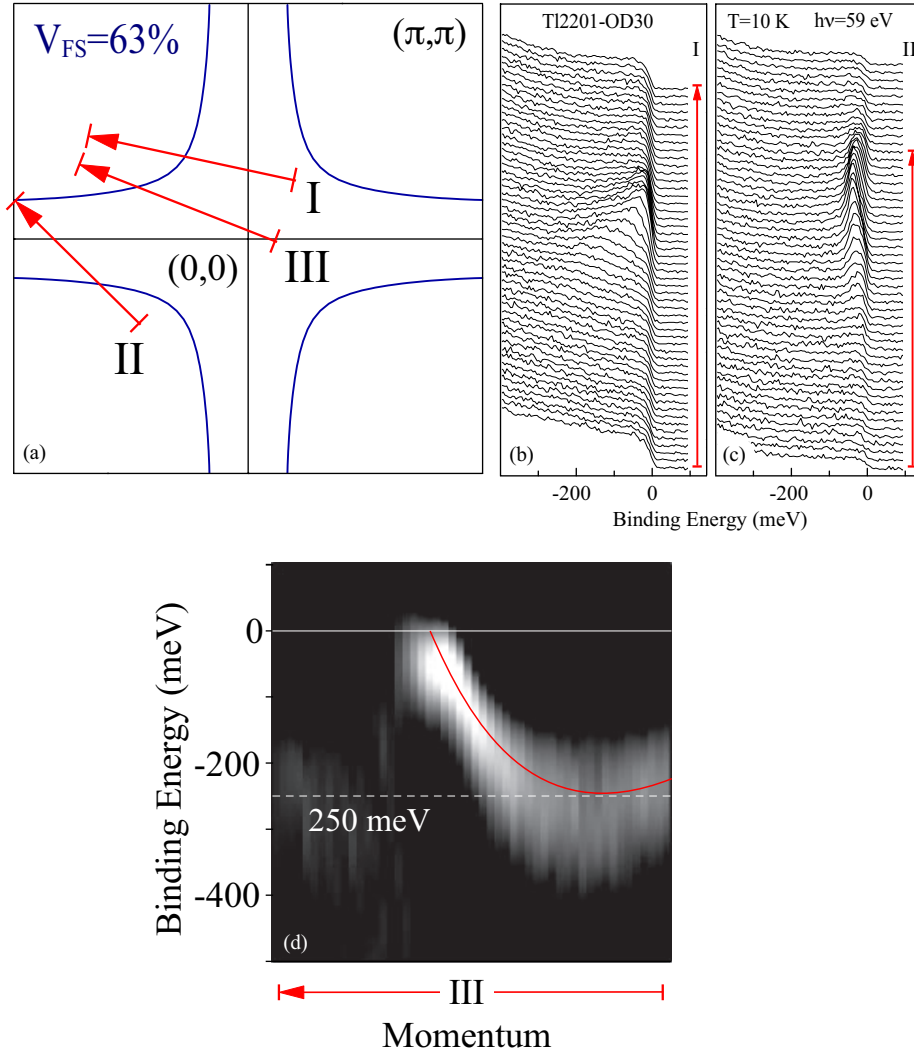 V_FS=63%
(π,π)
I
(0,0)
III
II
(a)
Tl2201-OD30
I
(b)
-200
0
T=10 K
hν=59 eV
II
(c)
-200
0
Binding Energy (meV)
Binding Energy (meV)
0
-200
250 meV
-400
(d)
III
Momentum